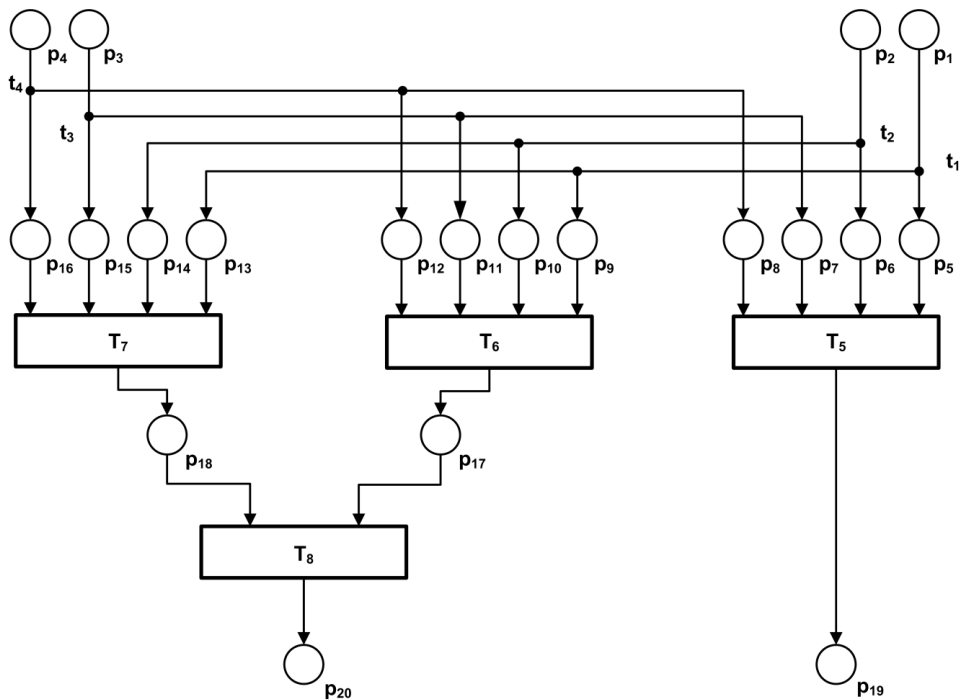 p₄ p₃ p₂ p₁
t₄
t₃ t₂
t₁
p₁₆ p₁₅ p₁₄ p₁₃ p₁₂ p₁₁ p₁₀ p₉ p₈ p₇ p₆ p₅
T₇ T₆ T₅
p₁₈ p₁₇
T₈
p₂₀ p₁₉